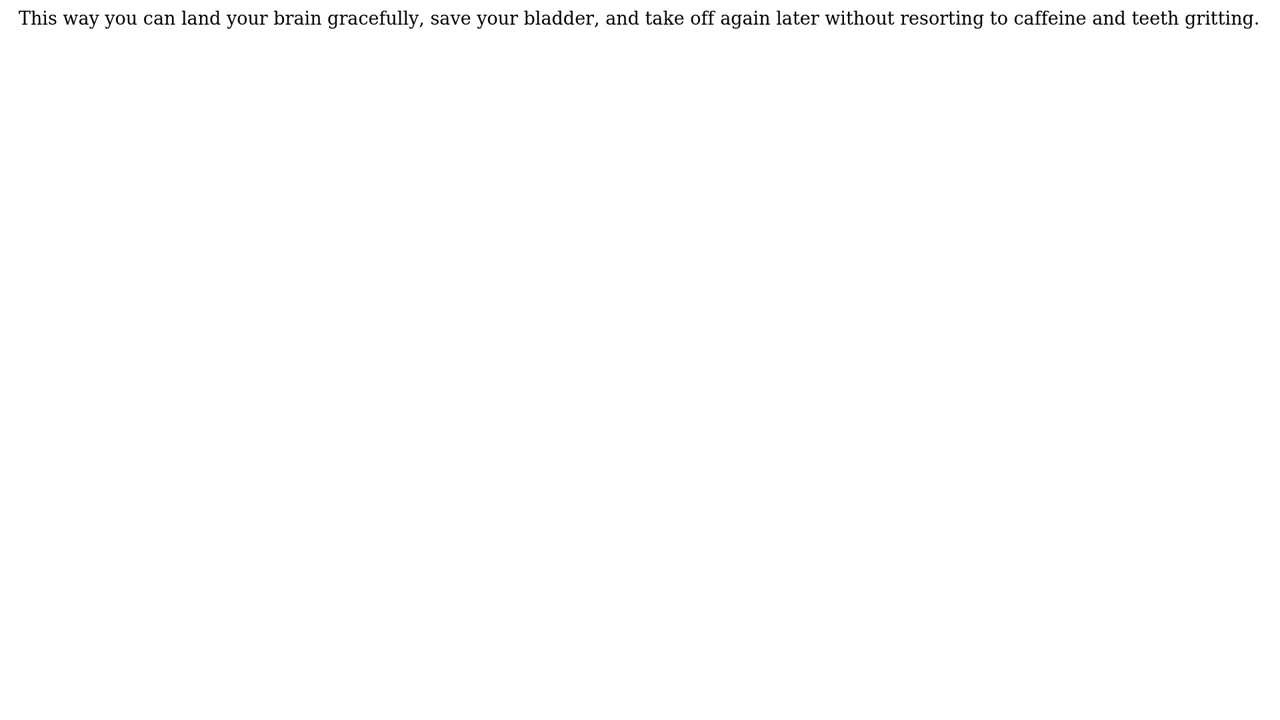 This way you can land your brain gracefully, save your bladder, and take off again later without resorting to caffeine and teeth gritting.